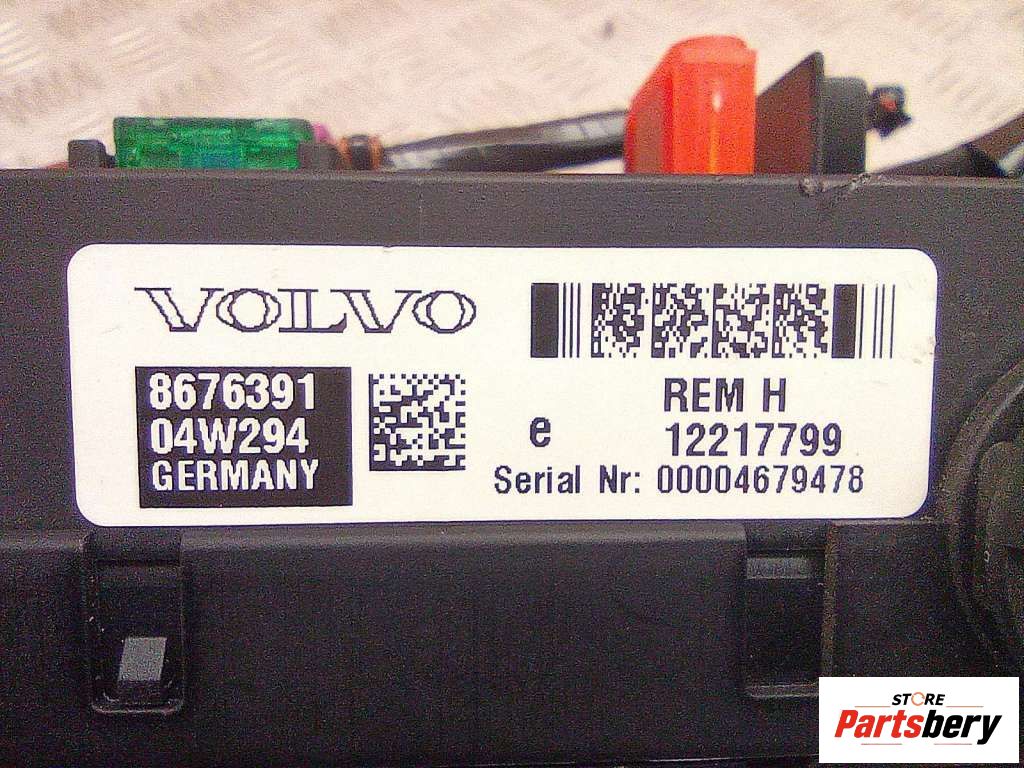 VOLVO
8676391
04W294
GERMANY
REM H
e 12217799
Serial Nr: 00004679478
STORE
Partsbery